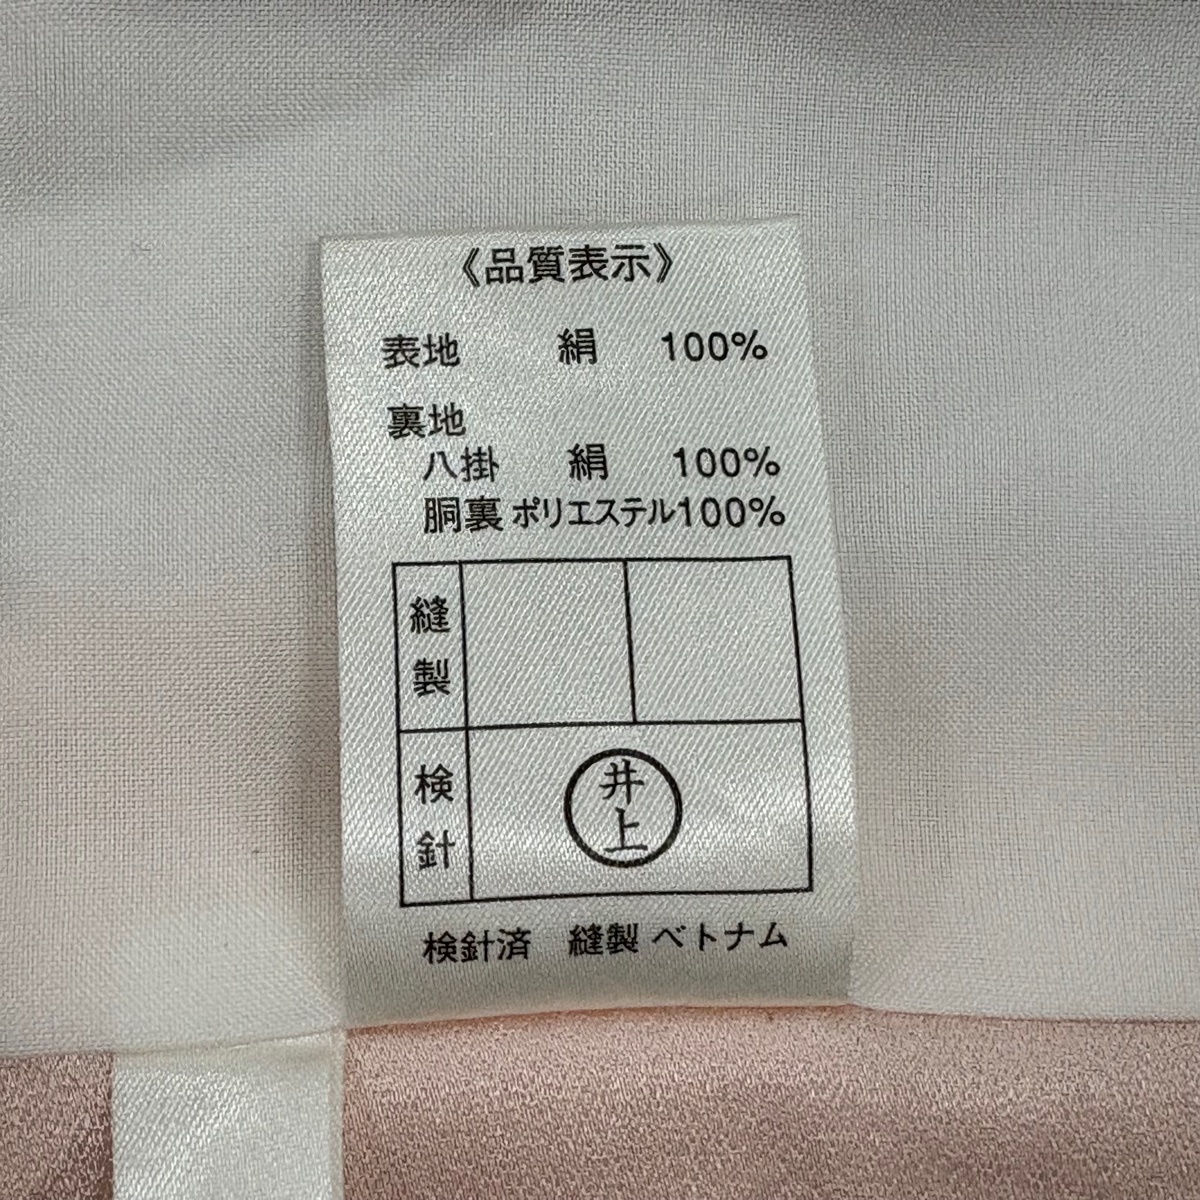 《品質表示》
表地 絹 100%
裏地
八掛 絹 100%
胴裏 ポリエステル100%
縫製
検針
井上
検針済 縫製 ベトナム